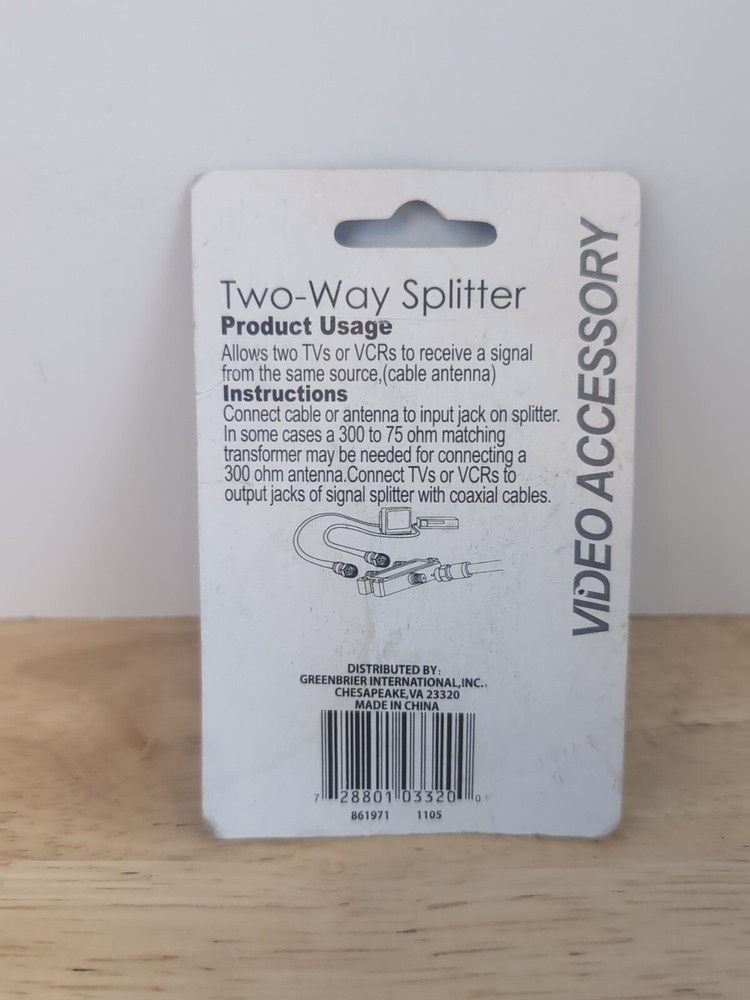 Two-Way Splitter
Product Usage
Allows two TVs or VCRs to receive a signal
from the same source,(cable antenna)
Instructions
Connect cable or antenna to input jack on splitter.
In some cases a 300 to 75 ohm matching
transformer may be needed for connecting a
300 ohm antenna.Connect TVs or VCRs to
output jacks of signal splitter with coaxial cables.
VIDEO ACCESSORY
DISTRIBUTED BY:
GREENBRIER INTERNATIONAL,INC.,
CHESAPEAKE,VA 23320
MADE IN CHINA
7 28801 03320 0
861971 1105